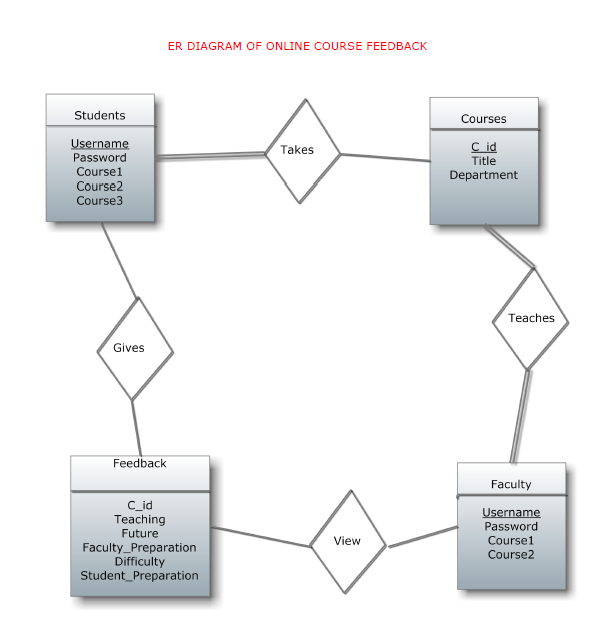 ER DIAGRAM OF ONLINE COURSE FEEDBACK
Students
Username
Password
Course1
Course2
Course3
Takes
Courses
C_id
Title
Department
Gives
Teaches
Feedback
C_id
Teaching
Future
Faculty_Preparation
Difficulty
Student_Preparation
View
Faculty
Username
Password
Course1
Course2